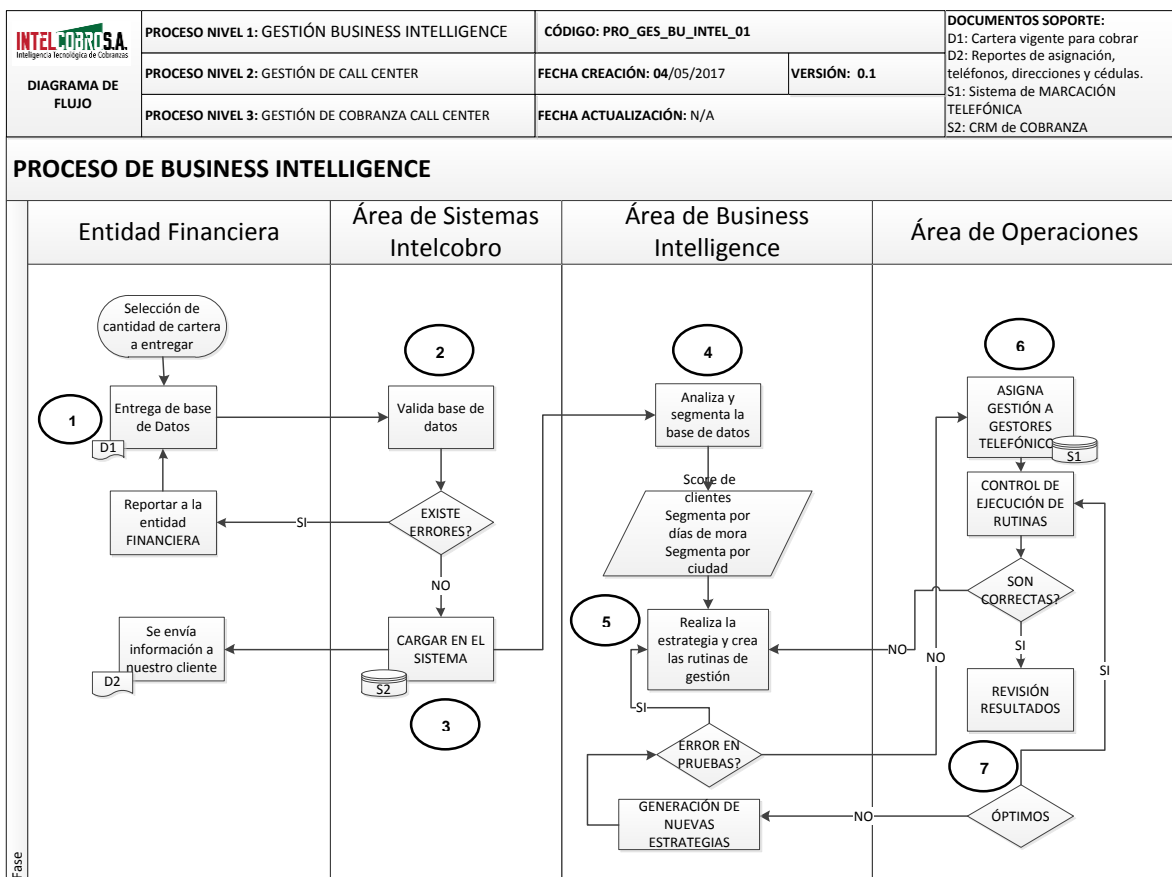 INTELCOBRO S.A.
Inteligencia Tecnológica de Cobranzas
DIAGRAMA DE
FLUJO
PROCESO NIVEL 1: GESTIÓN BUSINESS INTELLIGENCE
CÓDIGO: PRO_GES_BU_INTEL_01
PROCESO NIVEL 2: GESTIÓN DE CALL CENTER
FECHA CREACIÓN: 04/05/2017
VERSIÓN: 0.1
PROCESO NIVEL 3: GESTIÓN DE COBRANZA CALL CENTER
FECHA ACTUALIZACIÓN: N/A
DOCUMENTOS SOPORTE:
D1: Cartera vigente para cobrar
D2: Reportes de asignación,
teléfonos, direcciones y cédulas.
S1: Sistema de MARCACIÓN
TELEFÓNICA
S2: CRM de COBRANZA
PROCESO DE BUSINESS INTELLIGENCE
Entidad Financiera
Área de Sistemas
Intelcobro
Área de Business
Intelligence
Área de Operaciones
Selección de
cantidad de cartera
a entregar
1
Entrega de base
de Datos
D1
Reportar a la
entidad
FINANCIERA
Se envía
información a
nuestro cliente
D2
2
Valida base de
datos
EXISTE
ERRORES?
SI
NO
CARGAR EN EL
SISTEMA
S2
3
4
Analiza y
segmenta la
base de datos
Score de
clientes
Segmenta por
días de mora
Segmenta por
ciudad
5
Realiza la
estrategia y crea
las rutinas de
gestión
SI
ERROR EN
PRUEBAS?
GENERACIÓN DE
NUEVAS
ESTRATEGIAS
6
ASIGNA
GESTIÓN A
GESTORES
TELEFÓNICO
S1
CONTROL DE
EJECUCIÓN DE
RUTINAS
SON
CORRECTAS?
NO
NO
SI
SI
REVISIÓN
RESULTADOS
7
ÓPTIMOS
NO
Fase